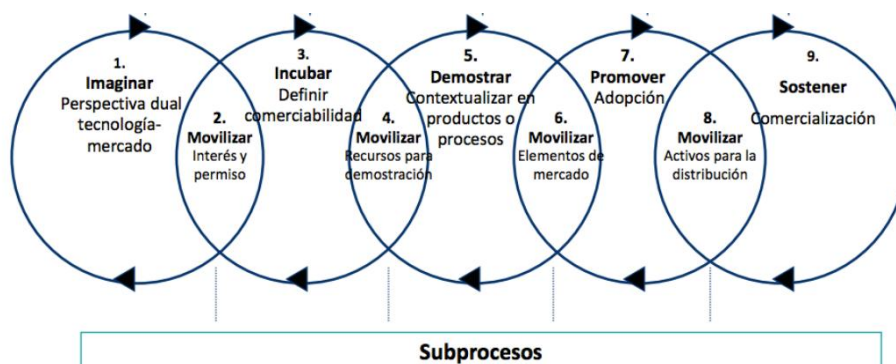 1.
Imaginar
Perspectiva dual
tecnología-
mercado
2.
Movilizar
Interés y
permiso
3.
Incubar
Definir
comerciabilidad
4.
Movilizar
Recursos para
demostración
5.
Demostrar
Contextualizar en
productos o
procesos
6.
Movilizar
Elementos de
mercado
7.
Promover
Adopción
8.
Movilizar
Activos para la
distribución
9.
Sostener
Comercialización
Subprocesos